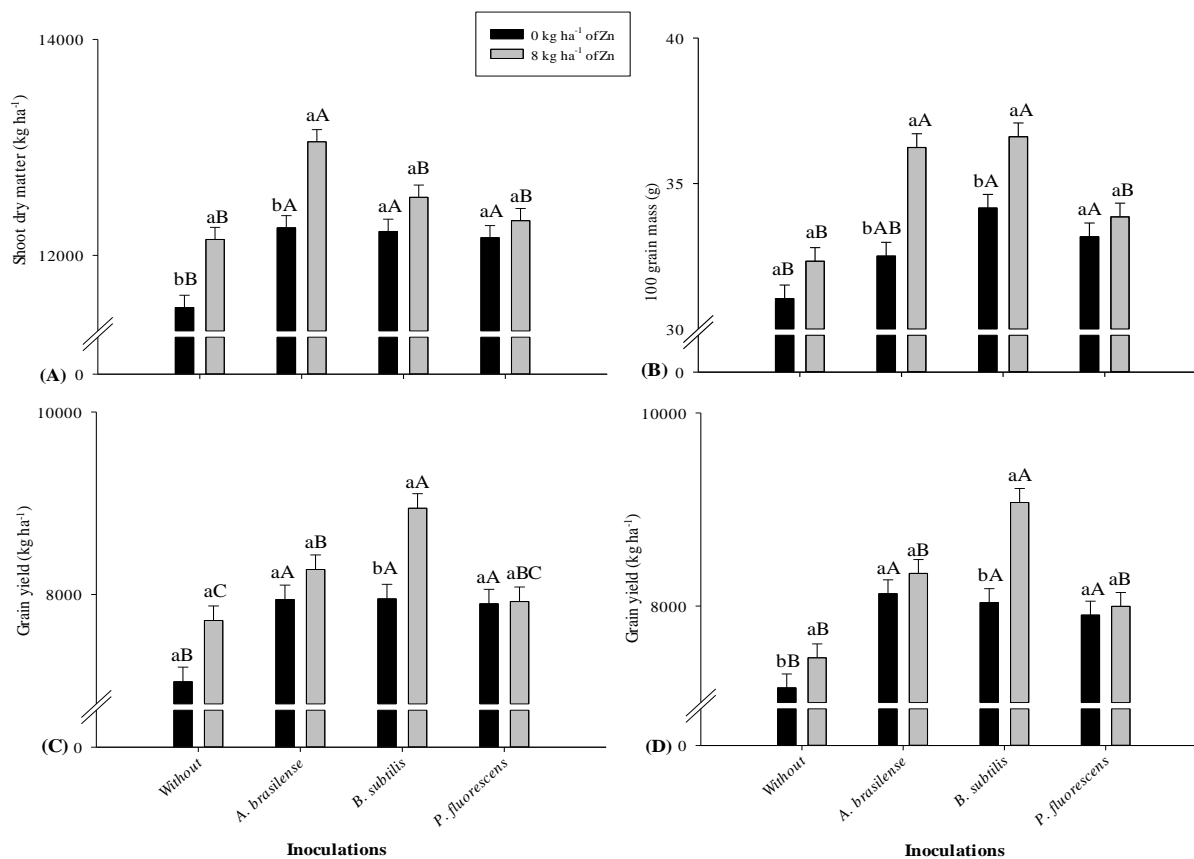 0 kg ha⁻¹ of Zn
8 kg ha⁻¹ of Zn
14000
12000
0
Shoot dry matter (kg ha⁻¹)
bB
aB
bA
aA
aA
aB
aA
aB
(A)
40
35
30
0
100 grain mass (g)
aB
aB
bAB
aA
bA
aA
aA
aB
(B)
10000
8000
0
Grain yield (kg ha⁻¹)
aB
aC
aA
aB
bA
aA
aA
aBC
(C)
Without
A. brasilense
B. subtilis
P. fluorescens
Inoculations
10000
8000
0
Grain yield (kg ha⁻¹)
bB
aB
aA
aB
bA
aA
aA
aB
(D)
Without
A. brasilense
B. subtilis
P. fluorescens
Inoculations